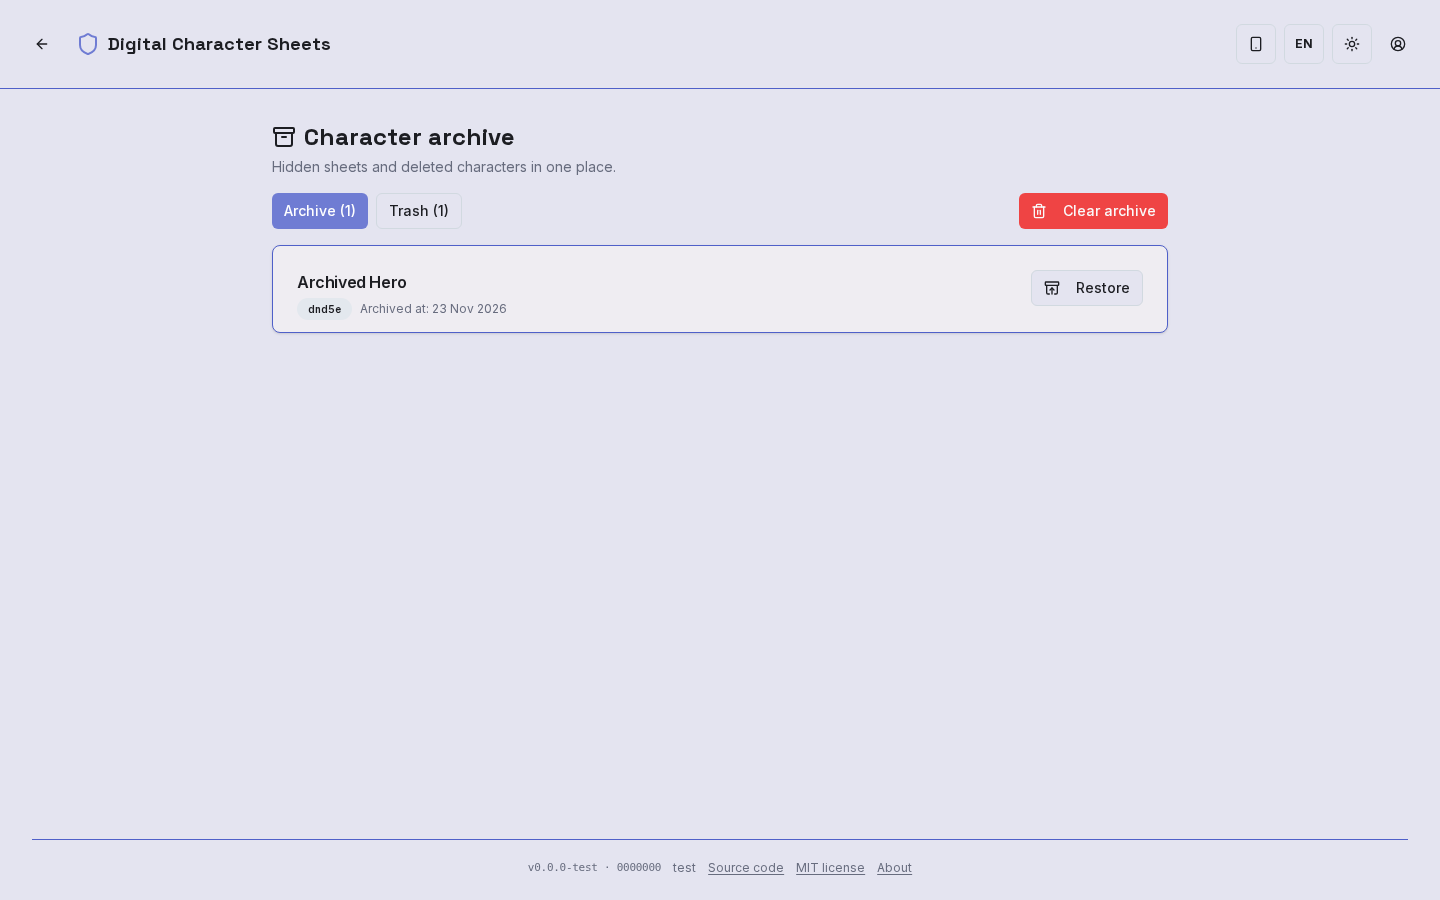 Digital Character Sheets
EN
Character archive
Hidden sheets and deleted characters in one place.
Archive (1)
Trash (1)
Clear archive
Archived Hero
Restore
dnd5e
Archived at: 23 Nov 2026
v0.0.0-test · 0000000
test
Source code
MIT license
About